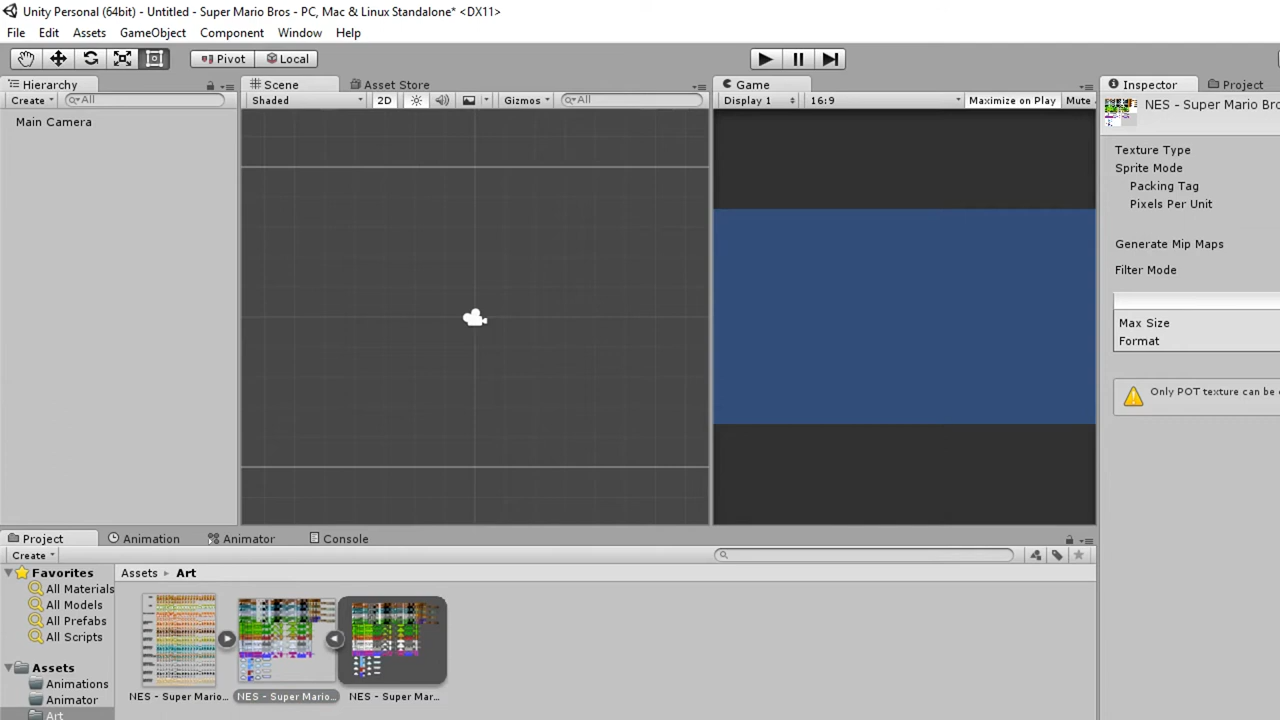 Unity Personal (64bit) - Untitled - Super Mario Bros - PC, Mac & Linux Standalone* <DX11>
File Edit Assets GameObject Component Window Help
Pivot Local
Hierarchy Scene Asset Store Game Inspector Project
Create All Shaded 2D Gizmos All Display 1 16:9 Maximize on Play Mute
Main Camera
NES - Super Mario Bro
Texture Type
Sprite Mode
Packing Tag
Pixels Per Unit
Generate Mip Maps
Filter Mode
Max Size
Format
Only POT texture can be
Project Animation Animator Console
Create
Favorites
All Materials
All Models
All Prefabs
All Scripts
Assets
Animations
Animator
Art
Assets Art
NES - Super Mario... NES - Super Mario... NES - Super Mar...